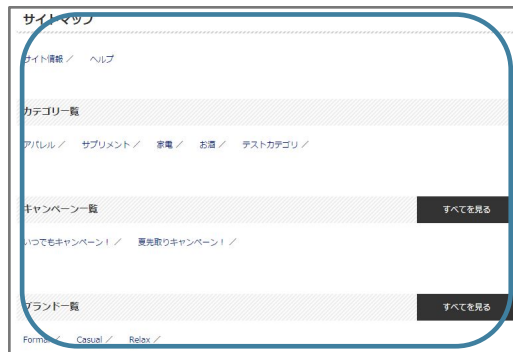 サイトマップ
サイト情報 ／ ヘルプ
カテゴリ一覧
アパレル ／ サプリメント ／ 家電 ／ お酒 ／ テストカテゴリ ／
キャンペーン一覧 すべてを見る
いつでもキャンペーン！ ／ 夏先取りキャンペーン！ ／
ブランド一覧 すべてを見る
Formal ／ Casual ／ Relax ／